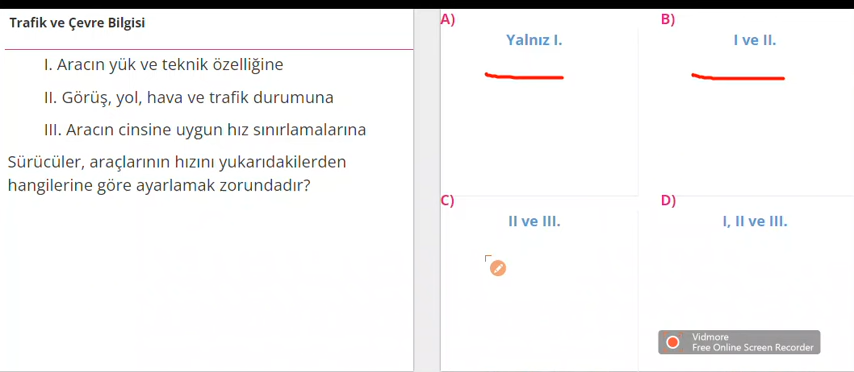 Trafik ve Çevre Bilgisi
I. Aracın yük ve teknik özelliğine
II. Görüş, yol, hava ve trafik durumuna
III. Aracın cinsine uygun hız sınırlamalarına
Sürücüler, araçlarının hızını yukarıdakilerden
hangilerine göre ayarlamak zorundadır?
A)
Yalnız I.
B)
I ve II.
C)
II ve III.
D)
I, II ve III.
Vidmore
Free Online Screen Recorder